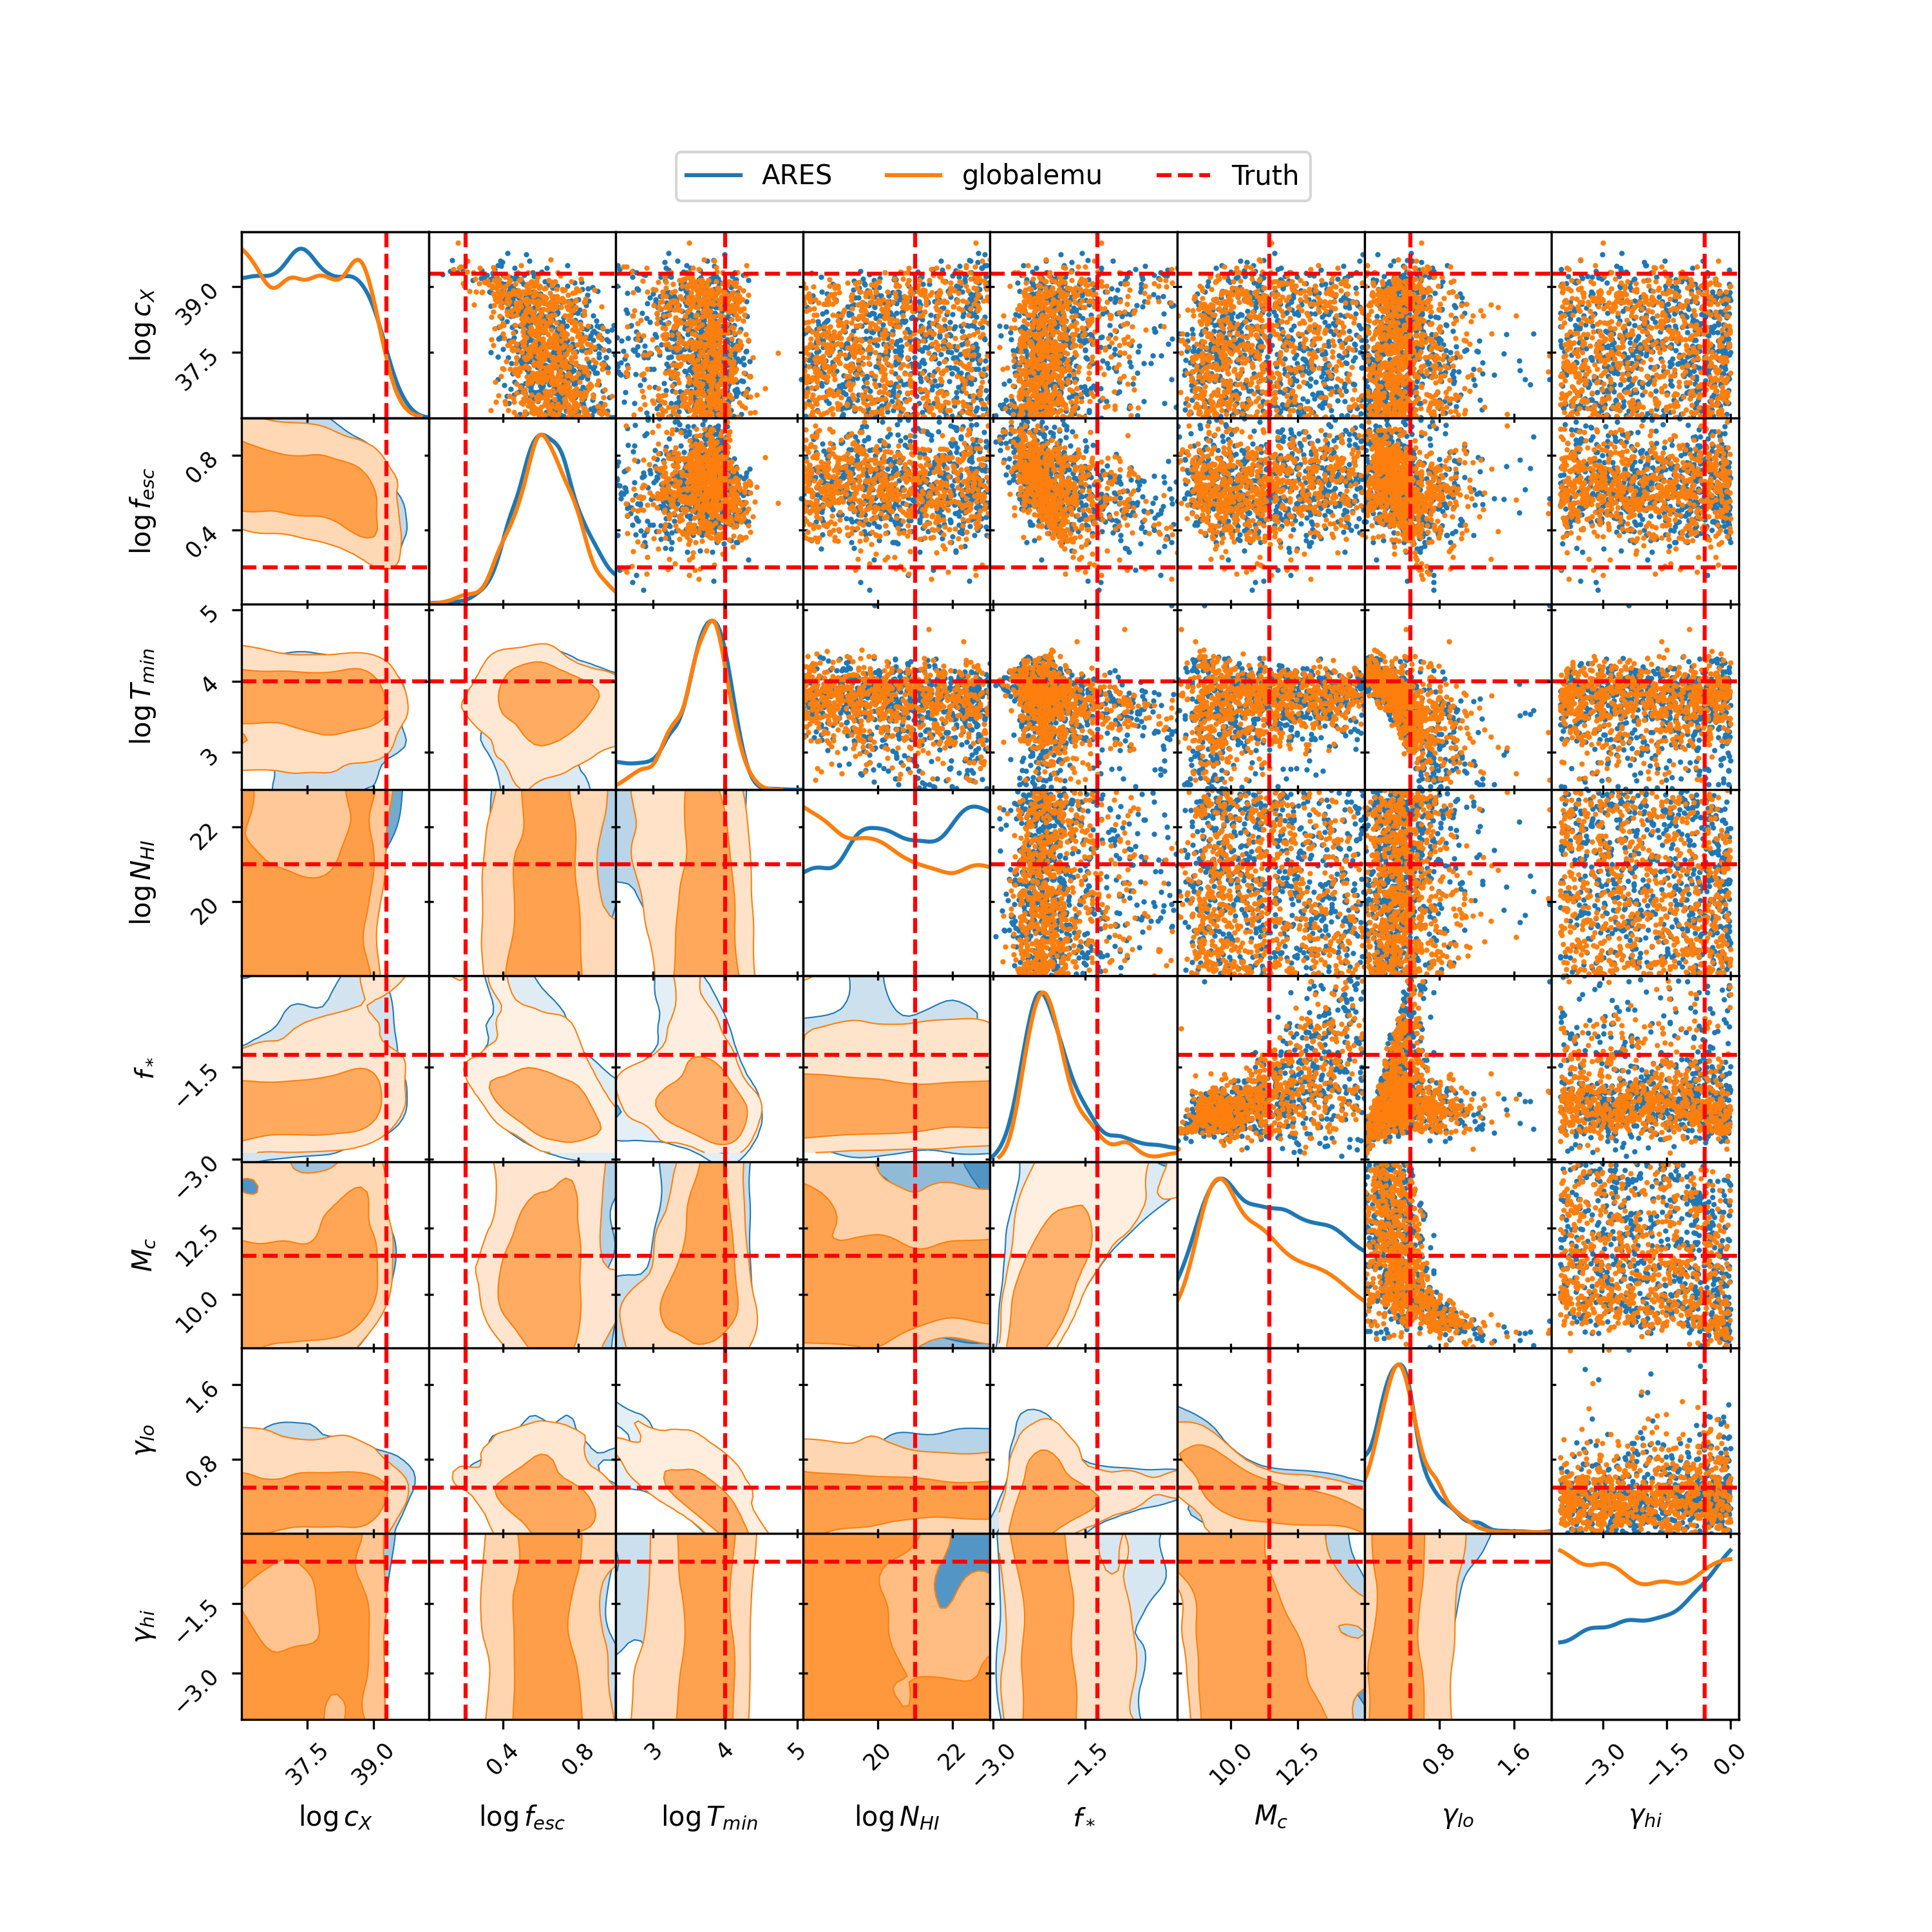 ARES globalemu Truth
log c_X
39.0
37.5
log f_esc
0.8
0.4
log T_min
5
4
3
log N_HI
22
20
f_*
−1.5
−3.0
M_c
12.5
10.0
γ_lo
1.6
0.8
γ_hi
−1.5
−3.0
37.5 39.0 0.4 0.8 3 4 5 20 22 −3.0 −1.5 10.0 12.5 0.8 1.6 −3.0 −1.5 0.0
log c_X log f_esc log T_min log N_HI f_* M_c γ_lo γ_hi